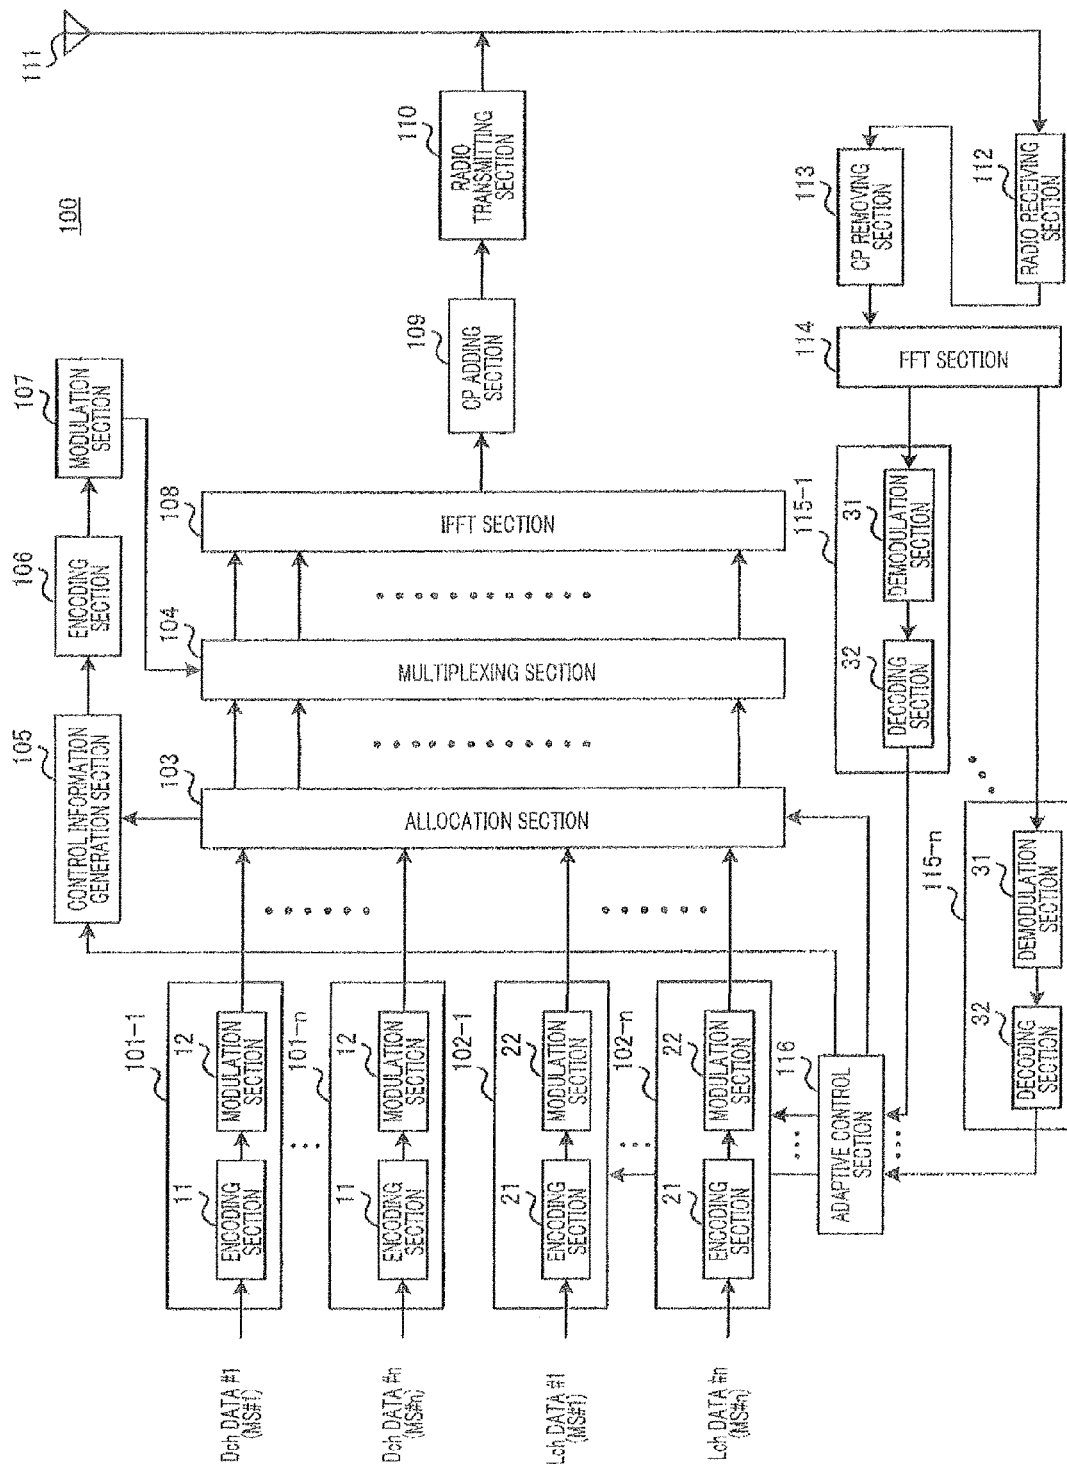 100
111
110
RADIO
TRANSMITTING
SECTION
109
CP ADDING
SECTION
107
MODULATION
SECTION
106
ENCODING
SECTION
105
CONTROL INFORMATION
GENERATION SECTION
108
IFFT SECTION
104
MULTIPLEXING SECTION
103
ALLOCATION SECTION
101-1
11
ENCODING
SECTION
12
MODULATION
SECTION
Dch DATA #1
(MS#1)
101-n
11
ENCODING
SECTION
12
MODULATION
SECTION
Dch DATA #n
(MS#n)
102-1
21
ENCODING
SECTION
22
MODULATION
SECTION
Lch DATA #1
(MS#1)
102-n
21
ENCODING
SECTION
22
MODULATION
SECTION
Lch DATA #n
(MS#n)
116
ADAPTIVE CONTROL
SECTION
112
RADIO RECEIVING
SECTION
113
CP REMOVING
SECTION
114
FFT SECTION
115-1
31
DEMODULATION
SECTION
32
DECODING
SECTION
115-n
31
DEMODULATION
SECTION
32
DECODING
SECTION